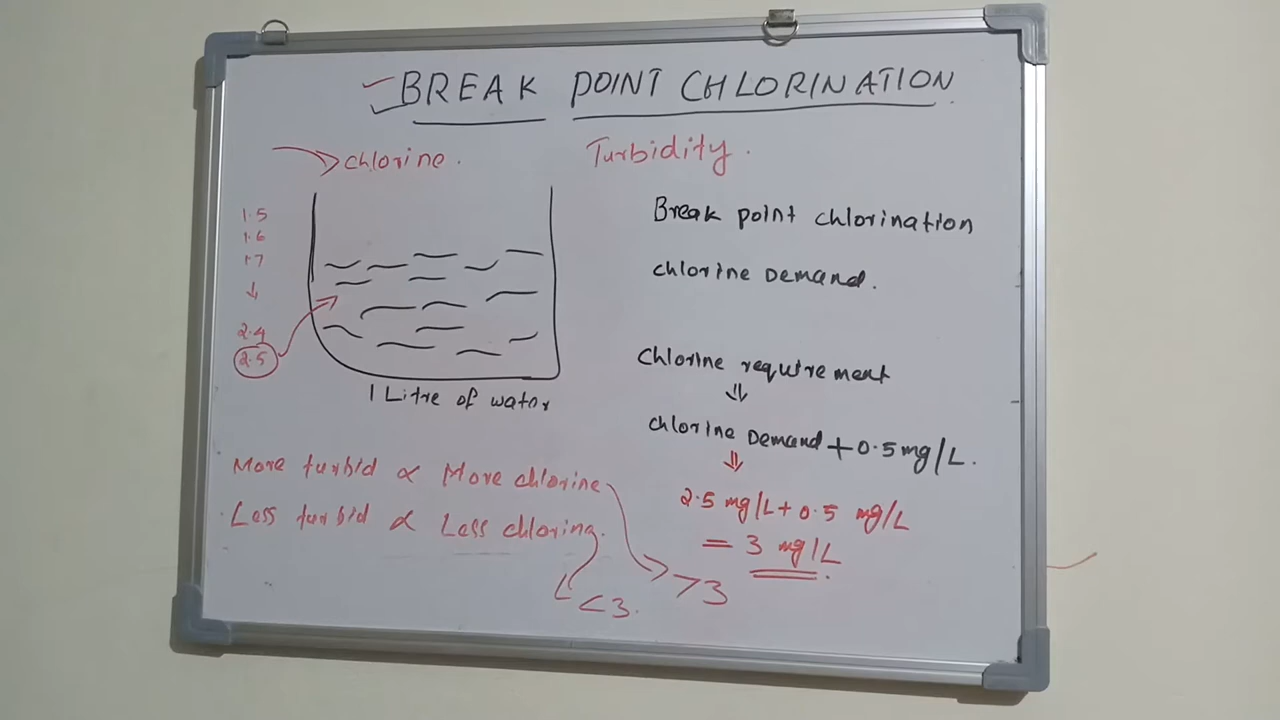 BREAK POINT CHLORINATION
chlorine.
Turbidity.
1.5
1.6
1.7
↓
2.4
2.5
1 Litre of water
Break point chlorination
chlorine Demand.
Chlorine requirement
⇓
chlorine Demand + 0.5 mg/L.
⇓
2.5 mg/L + 0.5 mg/L
= 3 mg/L
More turbid ∝ More chlorine
Less turbid ∝ Less chlorine.
<3.
>3